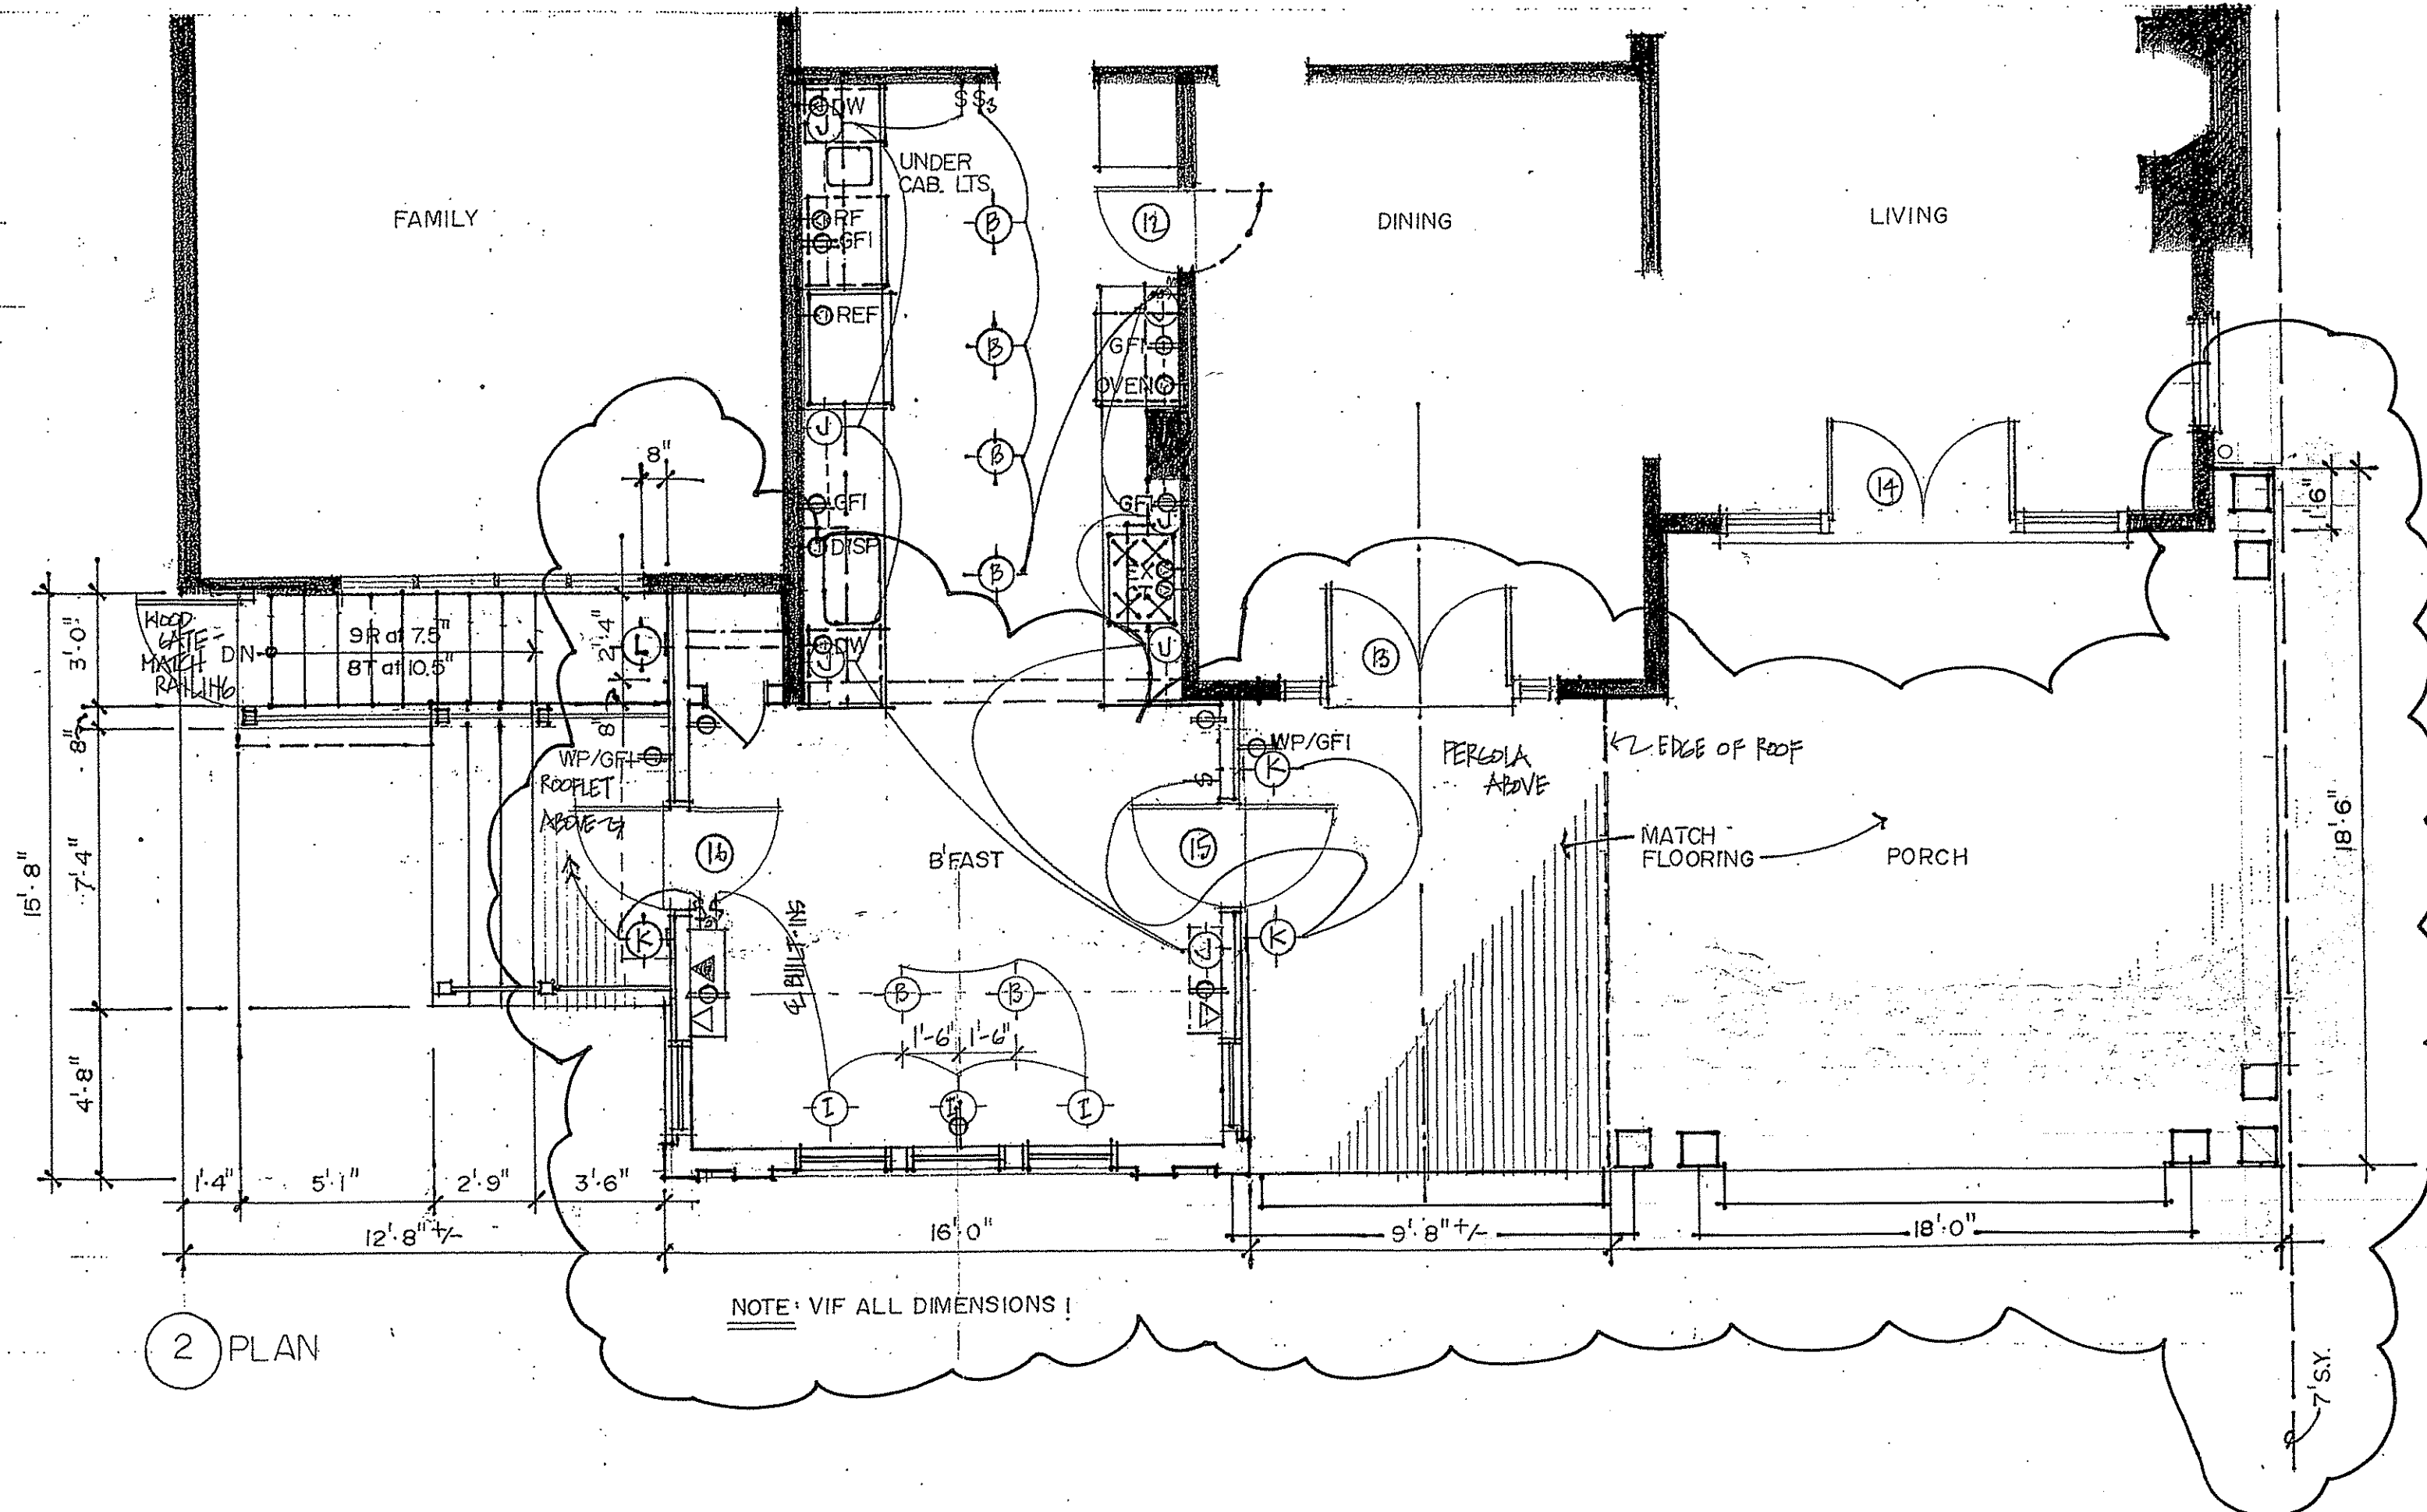 DW
J
S S3
UNDER
CAB. LTS
FAMILY
RF
GFI
B
12
DINING
LIVING
REF
B
J
GFI
OVEN
8"
J
B
14
1'-6"
GFI
GFI
J
DISP
B
EX
WOOD
GATE-
MATCH
RAILING
DN
9R at 7.5"
8T at 10.5"
3'-0"
2'-4"
L
DW
J
J
13
8"
8"
WP/GFI
WP/GFI
K
PERGOLA
ABOVE
EDGE OF ROOF
ROOFLET
ABOVE
$
16
B'FAST
15
MATCH
FLOORING
PORCH
18'-6"
15'-8"
7'-4"
K
℄ BUILT-INS
J
K
B
B
1'-6"
1'-6"
4'-8"
I
I
I
1'-4"
5'-1"
2'-9"
3'-6"
12'-8" +/-
16'-0"
9'-8" +/-
18'-0"
NOTE: VIF ALL DIMENSIONS!
2
PLAN
7' S.Y.